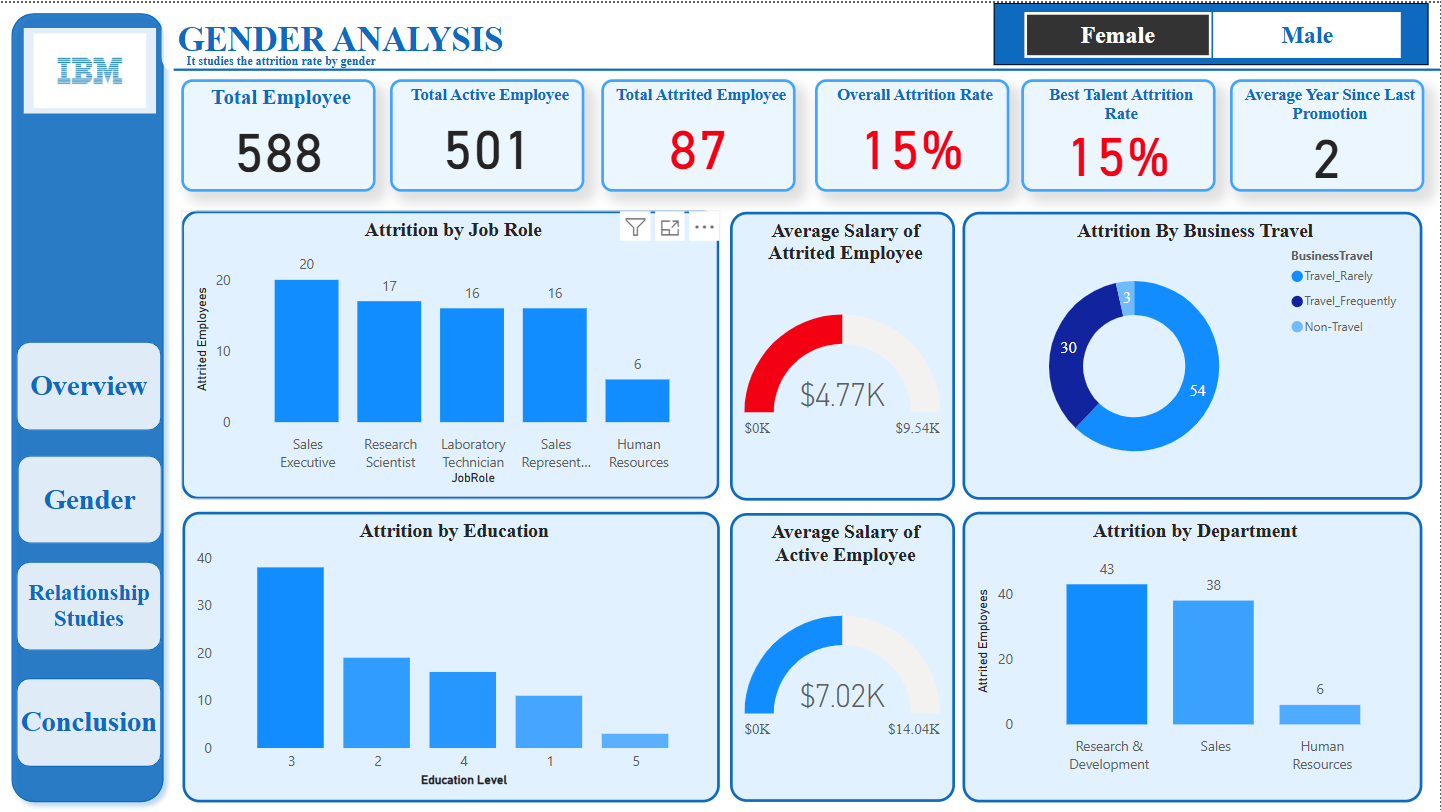 IBM
GENDER ANALYSIS
It studies the attrition rate by gender
Female
Male
Total Employee
588
Total Active Employee
501
Total Attrited Employee
87
Overall Attrition Rate
15%
Best Talent Attrition
Rate
15%
Average Year Since Last
Promotion
2
Overview
Gender
Relationship
Studies
Conclusion
Attrition by Job Role
Attrited Employees
20
10
0
20
17
16
16
6
Sales
Executive
Research
Scientist
Laboratory
Technician
Sales
Represent...
Human
Resources
JobRole
Average Salary of
Attrited Employee
$4.77K
$0K
$9.54K
Attrition By Business Travel
BusinessTravel
Travel_Rarely
Travel_Frequently
Non-Travel
3
30
54
Attrition by Education
40
30
20
10
0
3
2
4
1
5
Education Level
Average Salary of
Active Employee
$7.02K
$0K
$14.04K
Attrition by Department
Attrited Employees
40
20
0
43
38
6
Research &
Development
Sales
Human
Resources